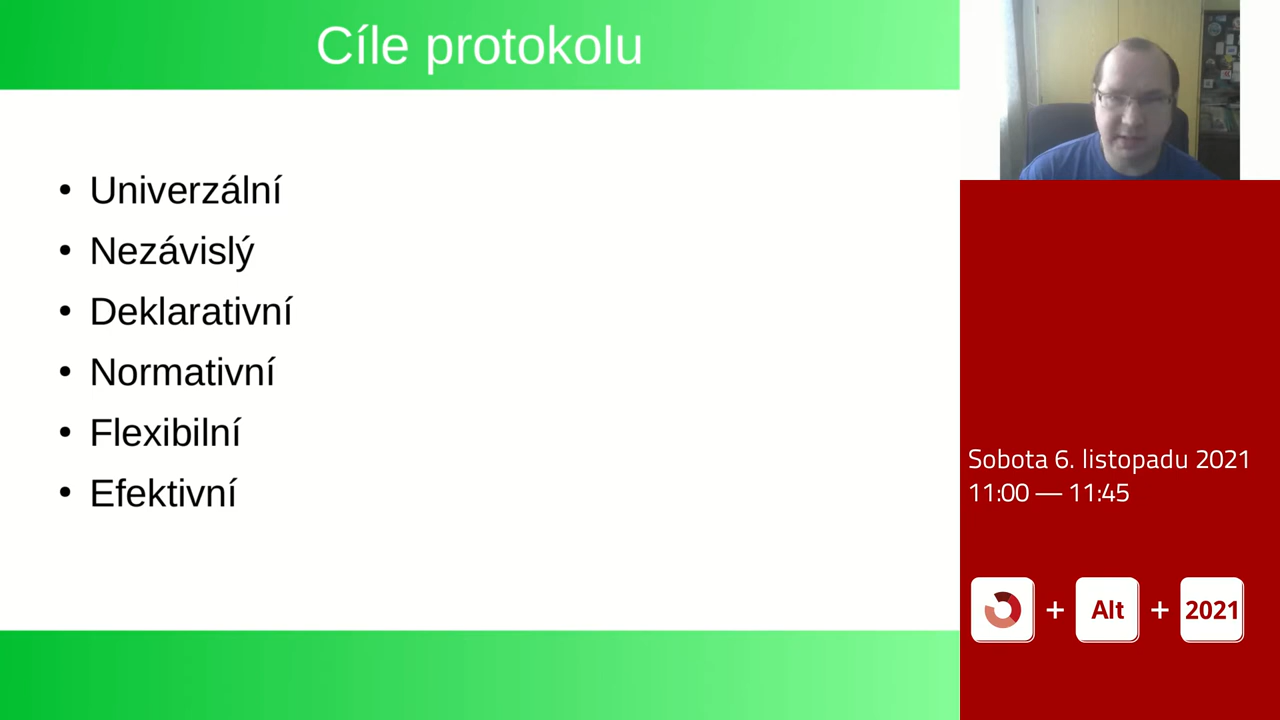 Cíle protokolu
• Univerzální
• Nezávislý
• Deklarativní
• Normativní
• Flexibilní
• Efektivní
Sobota 6. listopadu 2021
11:00 — 11:45
+ Alt + 2021